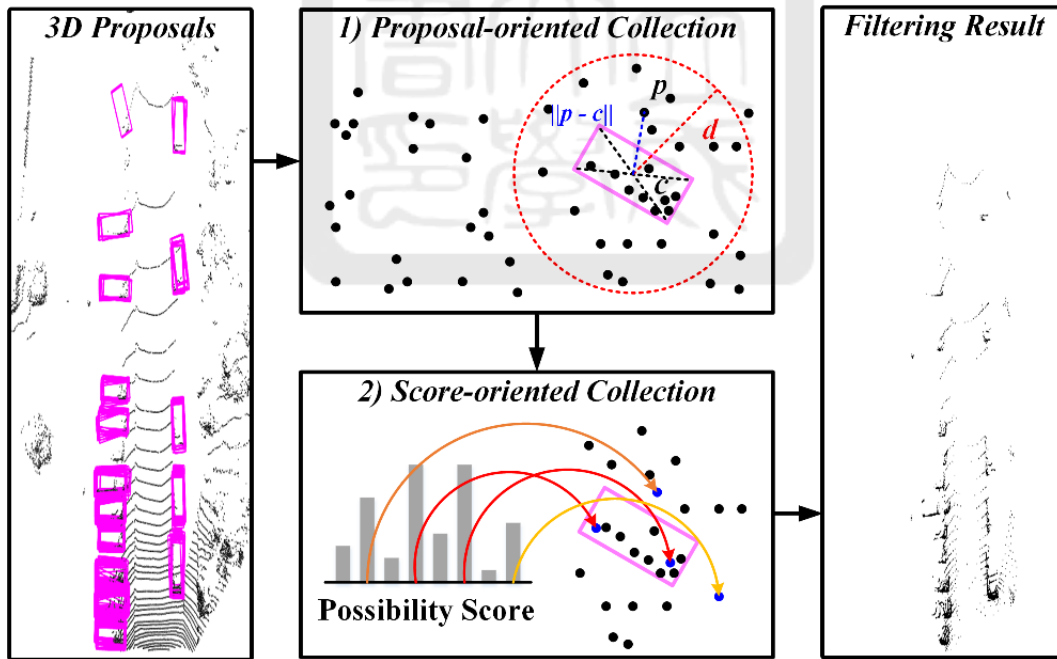 3D Proposals
1) Proposal-oriented Collection
p
||p - c||
d
c
2) Score-oriented Collection
Possibility Score
Filtering Result